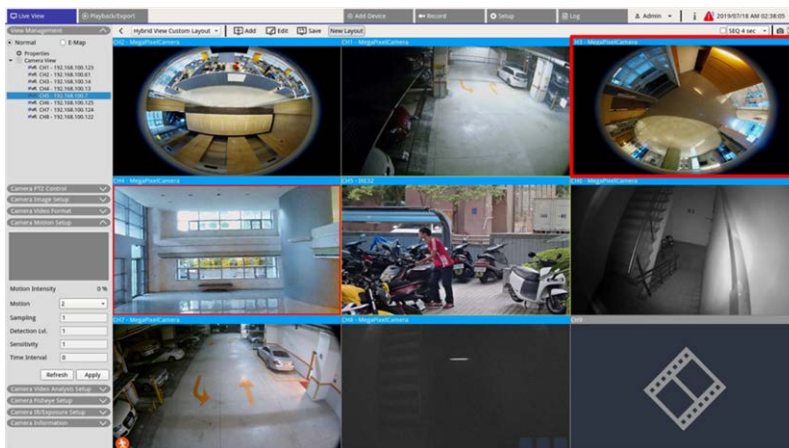 Live View
Playback/Export
Add Device
Record
Setup
Log
Admin
2019/07/18 AM 02:38:05
View Management
Hybrid View Custom Layout
Add
Edit
Save
New Layout
SEQ 4 sec
Normal
E-Map
Properties
Camera View
CH1 - 192.168.100.123
CH2 - 192.168.100.61
CH3 - 192.168.100.14
CH4 - 192.168.100.13
CH5 - 192.168.100.7
CH6 - 192.168.100.125
CH7 - 192.168.100.124
CH8 - 192.168.100.122
CH2 - MegaPixelCamera
CH1 - MegaPixelCamera
H3 - MegaPixelCamera
Camera PTZ Control
Camera Image Setup
Camera Video Format
Camera Motion Setup
CH4 - MegaPixelCamera
CH6 - MegaPixelCamera
Motion Intensity
0 %
Motion
2
Sampling
1
Detection Lvl.
1
Sensitivity
1
Time Interval
0
Refresh
Apply
CH7 - MegaPixelCamera
CH8 - MegaPixelCamera
CH9
Camera Video Analysis Setup
Camera Fisheye Setup
Camera IR/Exposure Setup
Camera Information